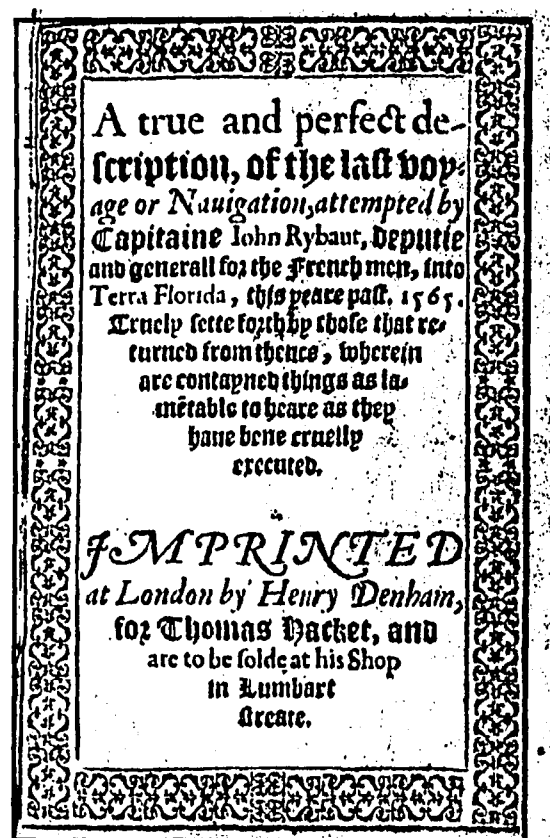 A true and perfect de-
ſcription, of the laſt voy-
age or Nauigation, attempted by
Capitaine Iohn Rybaut, deputie
and generall for the French men, into
Terra Florida, this yeare paſt. 1565.
Truely ſette forth by thoſe that re-
turned from thence, wherein
are contayned things as la-
mētable to heare as they
haue bene cruelly
executed.
IMPRINTED
at London by Henry Denham,
for Thomas Hacket, and
are to be ſolde at his Shop
in Lumbart
ſtreate.